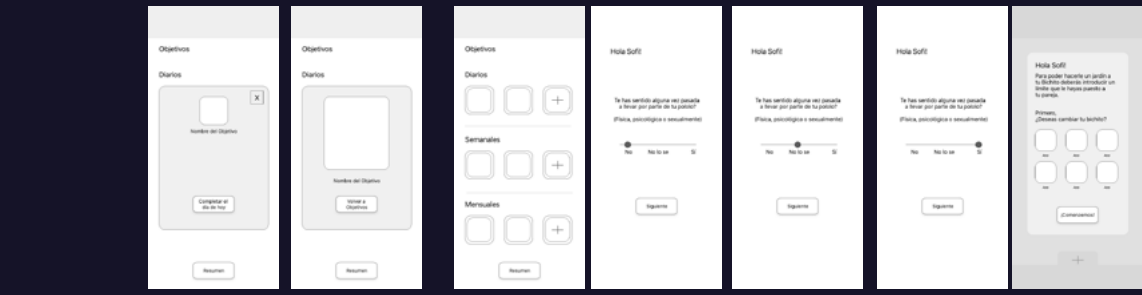 Objetivos
Diarios
X
Nombre del Objetivo
Completar el
día de hoy
Resumen
Objetivos
Diarios
Nombre del Objetivo
Volver a
Objetivos
Resumen
Objetivos
Diarios
Semanales
Mensuales
Resumen
Hola Sofi!
Te has sentido alguna vez pasada
a llevar por parte de tu pololo?
(Física, psicológica o sexualmente)
No No lo se Si
Siguiente
Hola Sofi!
Te has sentido alguna vez pasada
a llevar por parte de tu pololo?
(Física, psicológica o sexualmente)
No No lo se Si
Siguiente
Hola Sofi!
Te has sentido alguna vez pasada
a llevar por parte de tu pololo?
(Física, psicológica o sexualmente)
No No lo se Si
Siguiente
Hola Sofi!
Para poder hacerle un jardín a
tu Bichito deberás introducir un
límite que le hayas puesto a
tu pareja.
Primero,
¿Deseas cambiar tu bichito?
¡Comencemos!